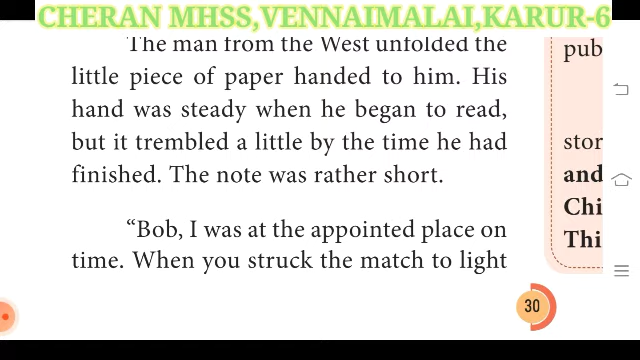 CHERAN MHSS,VENNAIMALAI,KARUR-6
The man from the West unfolded the
little piece of paper handed to him. His
hand was steady when he began to read,
but it trembled a little by the time he had
finished. The note was rather short.
“Bob, I was at the appointed place on
time. When you struck the match to light
pub
stor
and
Chi
Thi
30